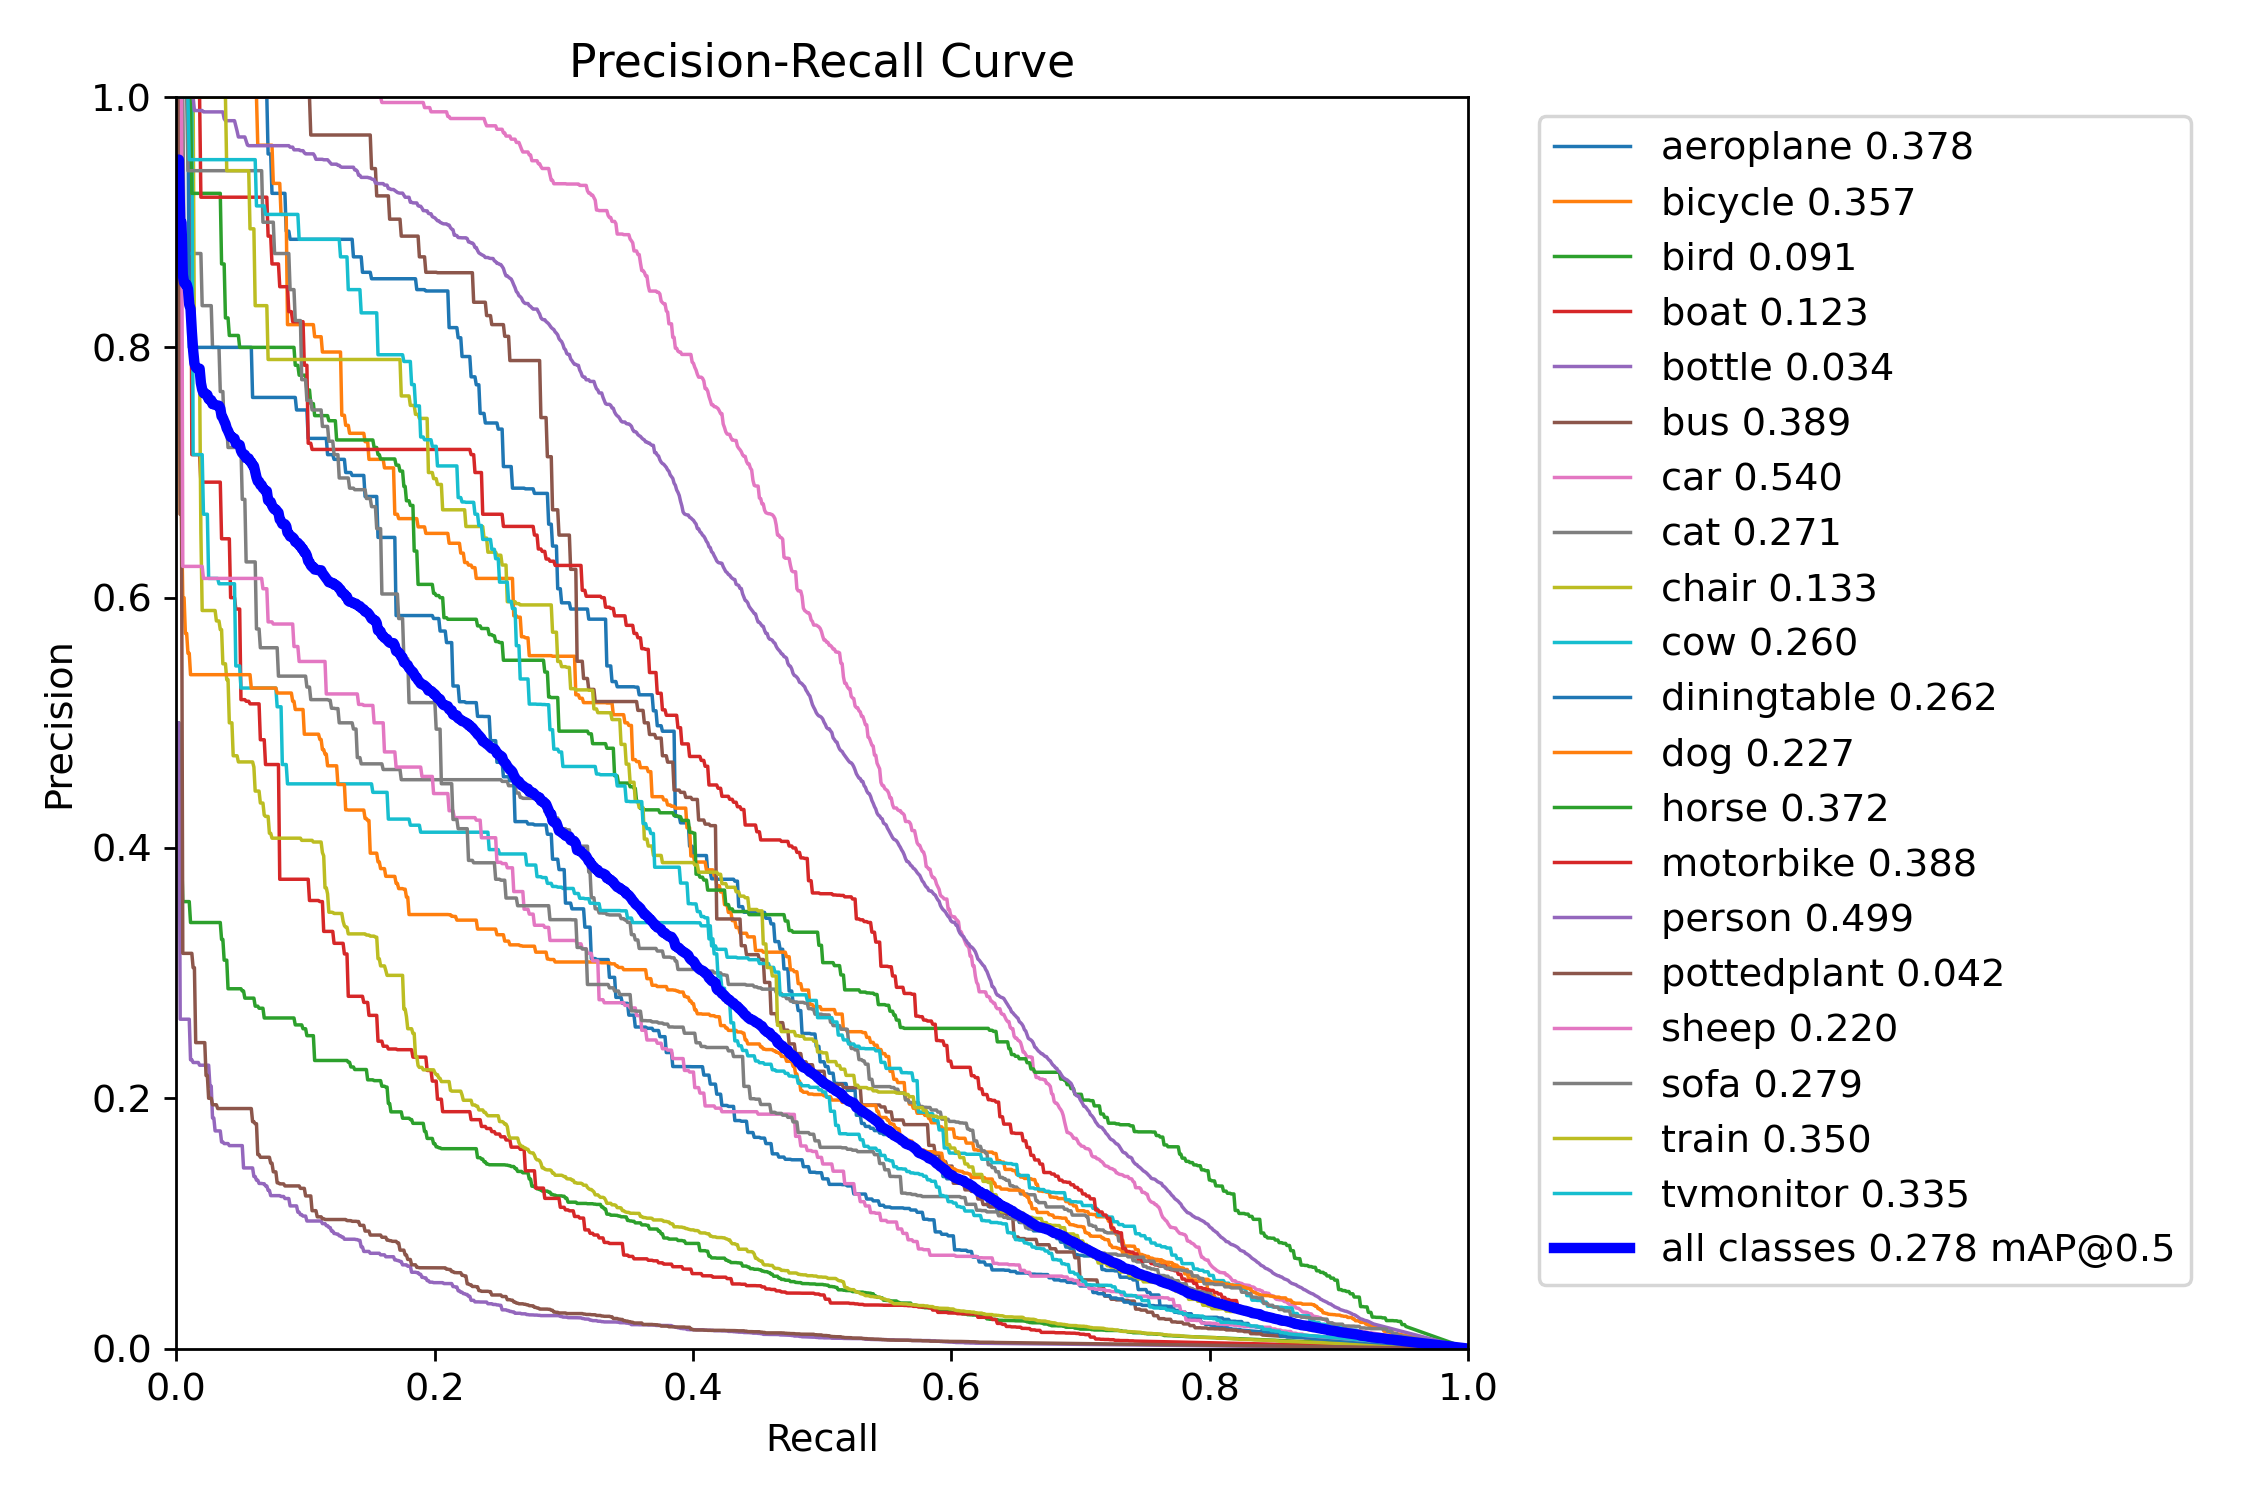 Precision-Recall Curve
1.0
0.8
0.6
0.4
0.2
0.0
Precision
0.0 0.2 0.4 0.6 0.8 1.0
Recall
aeroplane 0.378
bicycle 0.357
bird 0.091
boat 0.123
bottle 0.034
bus 0.389
car 0.540
cat 0.271
chair 0.133
cow 0.260
diningtable 0.262
dog 0.227
horse 0.372
motorbike 0.388
person 0.499
pottedplant 0.042
sheep 0.220
sofa 0.279
train 0.350
tvmonitor 0.335
all classes 0.278 mAP@0.5